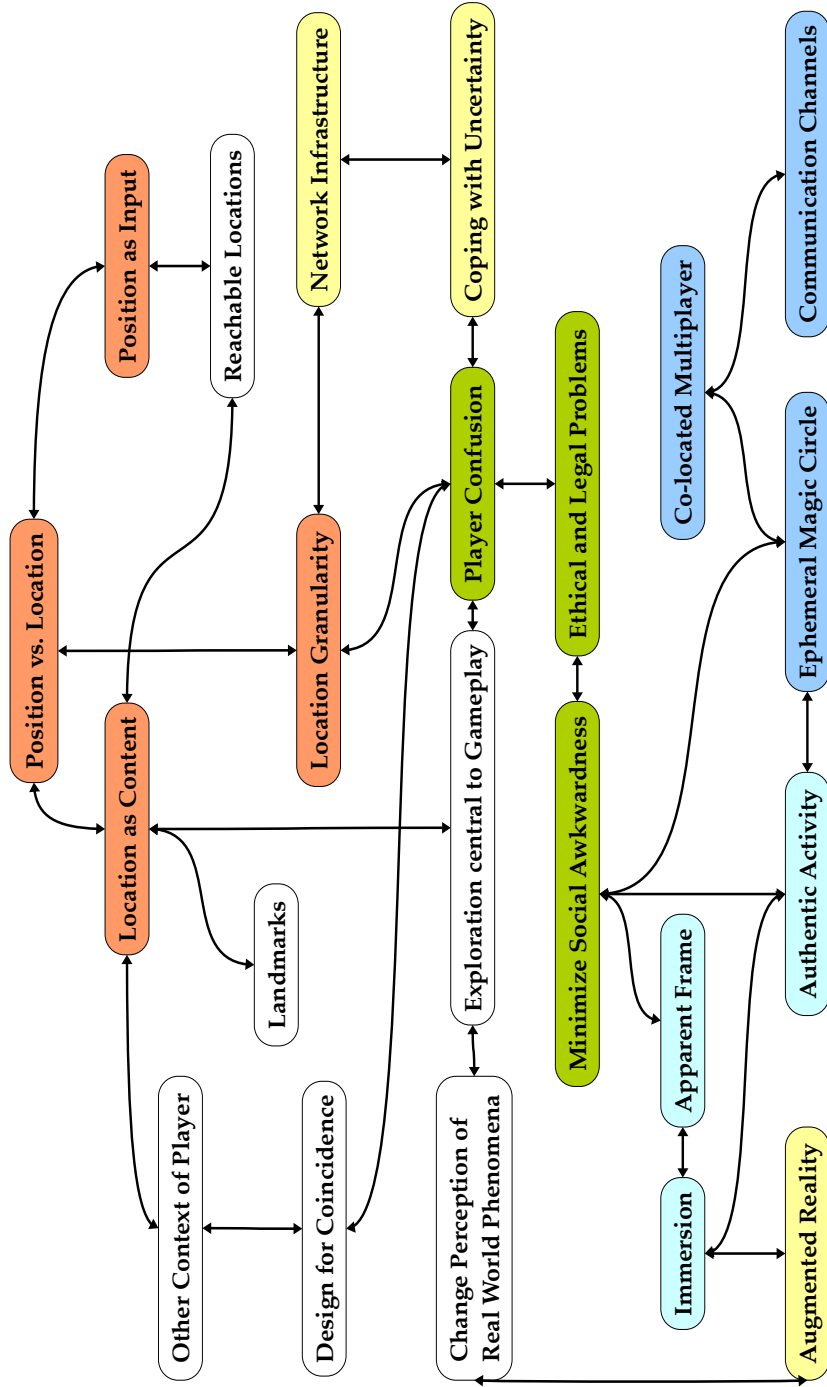 Position vs. Location
Location as Content
Position as Input
Other Context of Player
Reachable Locations
Landmarks
Design for Coincidence
Location Granularity
Network Infrastructure
Change Perception of
Real World Phenomena
Exploration central to Gameplay
Player Confusion
Coping with Uncertainty
Minimize Social Awkwardness
Ethical and Legal Problems
Immersion
Apparent Frame
Co-located Multiplayer
Augmented Reality
Authentic Activity
Ephemeral Magic Circle
Communication Channels